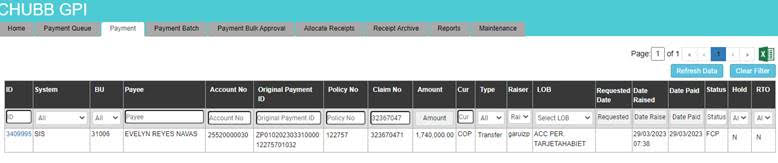 CHUBB GPI
Home Payment Queue Payment Payment Batch Payment Bulk Approval Allocate Receipts Receipt Archive Reports Maintenance
Page: 1 of 1 « ‹ 1 › »
Refresh Data Clear Filter
ID System BU Payee Account No Original Payment ID Policy No Claim No Amount Cur Type Raiser LOB Requested Date Date Raised Date Paid Status Hold RTO
ID All All Payee Account No Original Payment ID Policy No 32367047 Amount Cur All Rai Select LOB Requested Date Raise Date Paid Status Al Al
3409995 SIS 31006 EVELYN REYES NAVAS 25520000030 ZP010202303310000 122757 323670471 1,740,000.00 COP Transfer garuizp ACC PER. 29/03/2023 29/03/2023 FCP N N
12275701032 TARJETAHABIET 07:38